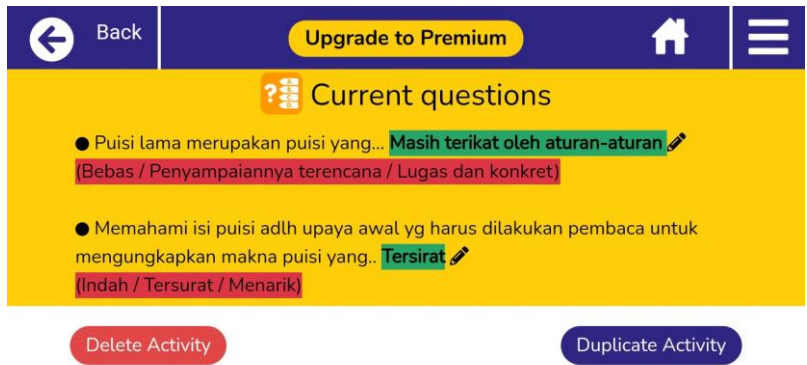 Back
Upgrade to Premium
Current questions
● Puisi lama merupakan puisi yang... Masih terikat oleh aturan-aturan
(Bebas / Penyampaiannya terencana / Lugas dan konkret)
● Memahami isi puisi adlh upaya awal yg harus dilakukan pembaca untuk
mengungkapkan makna puisi yang.. Tersirat
(Indah / Tersurat / Menarik)
Delete Activity
Duplicate Activity